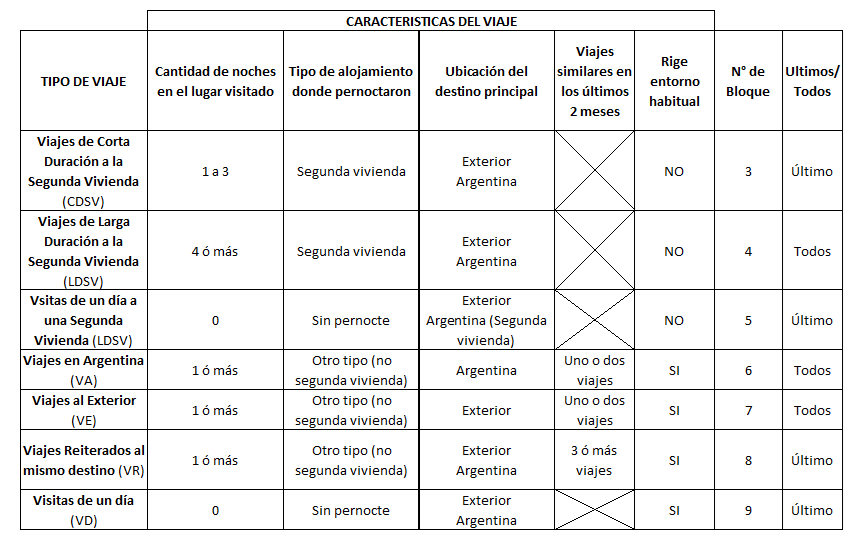 CARACTERISTICAS DEL VIAJE
TIPO DE VIAJE
Cantidad de noches
en el lugar visitado
Tipo de alojamiento
donde pernoctaron
Ubicación del
destino principal
Viajes
similares en
los últimos
2 meses
Rige
entorno
habitual
N° de
Bloque
Ultimos/
Todos
Viajes de Corta
Duración a la
Segunda Vivienda
(CDSV)
1 a 3
Segunda vivienda
Exterior
Argentina
NO
3
Último
Viajes de Larga
Duración a la
Segunda Vivienda
(LDSV)
4 ó más
Segunda vivienda
Exterior
Argentina
NO
4
Todos
Vsitas de un día a
una Segunda
Vivienda (LDSV)
0
Sin pernocte
Exterior
Argentina (Segunda
vivienda)
NO
5
Último
Viajes en Argentina
(VA)
1 ó más
Otro tipo (no
segunda vivienda)
Argentina
Uno o dos
viajes
SI
6
Todos
Viajes al Exterior
(VE)
1 ó más
Otro tipo (no
segunda vivienda)
Exterior
Uno o dos
viajes
SI
7
Todos
Viajes Reiterados al
mismo destino (VR)
1 ó más
Otro tipo (no
segunda vivienda)
Exterior
Argentina
3 ó más
viajes
SI
8
Último
Visitas de un día
(VD)
0
Sin pernocte
Exterior
Argentina
SI
9
Último